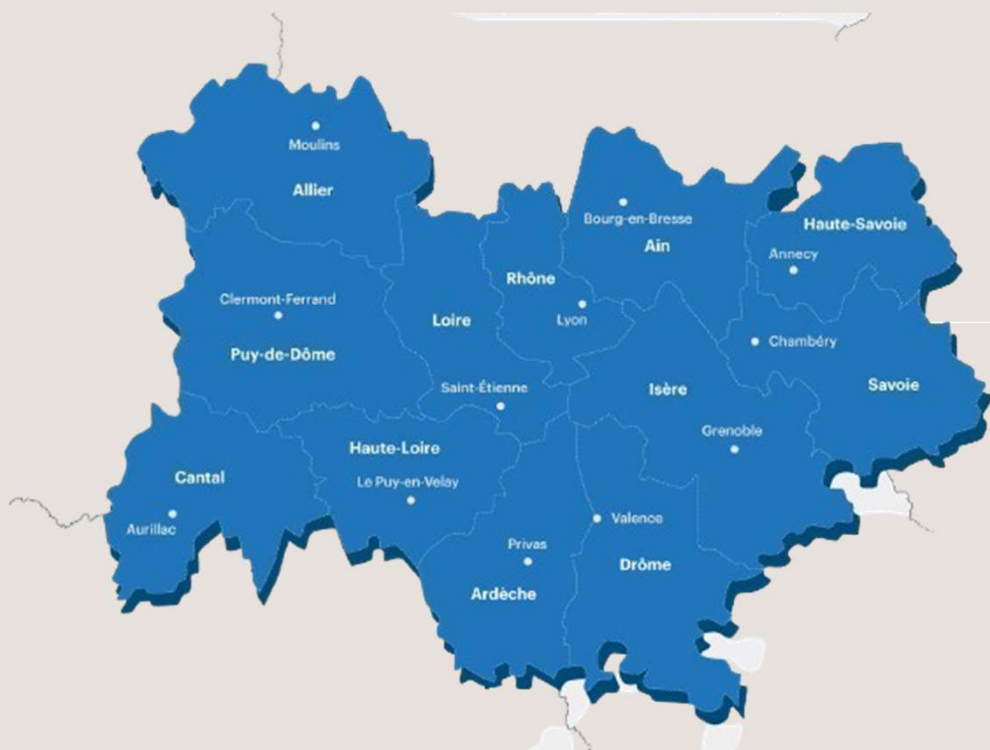 Moulins
Allier
Bourg-en-Bresse
Ain
Haute-Savoie
Annecy
Rhône
Lyon
Clermont-Ferrand
Puy-de-Dôme
Loire
Saint-Étienne
Chambéry
Savoie
Isère
Grenoble
Haute-Loire
Le Puy-en-Velay
Cantal
Aurillac
Valence
Drôme
Privas
Ardèche